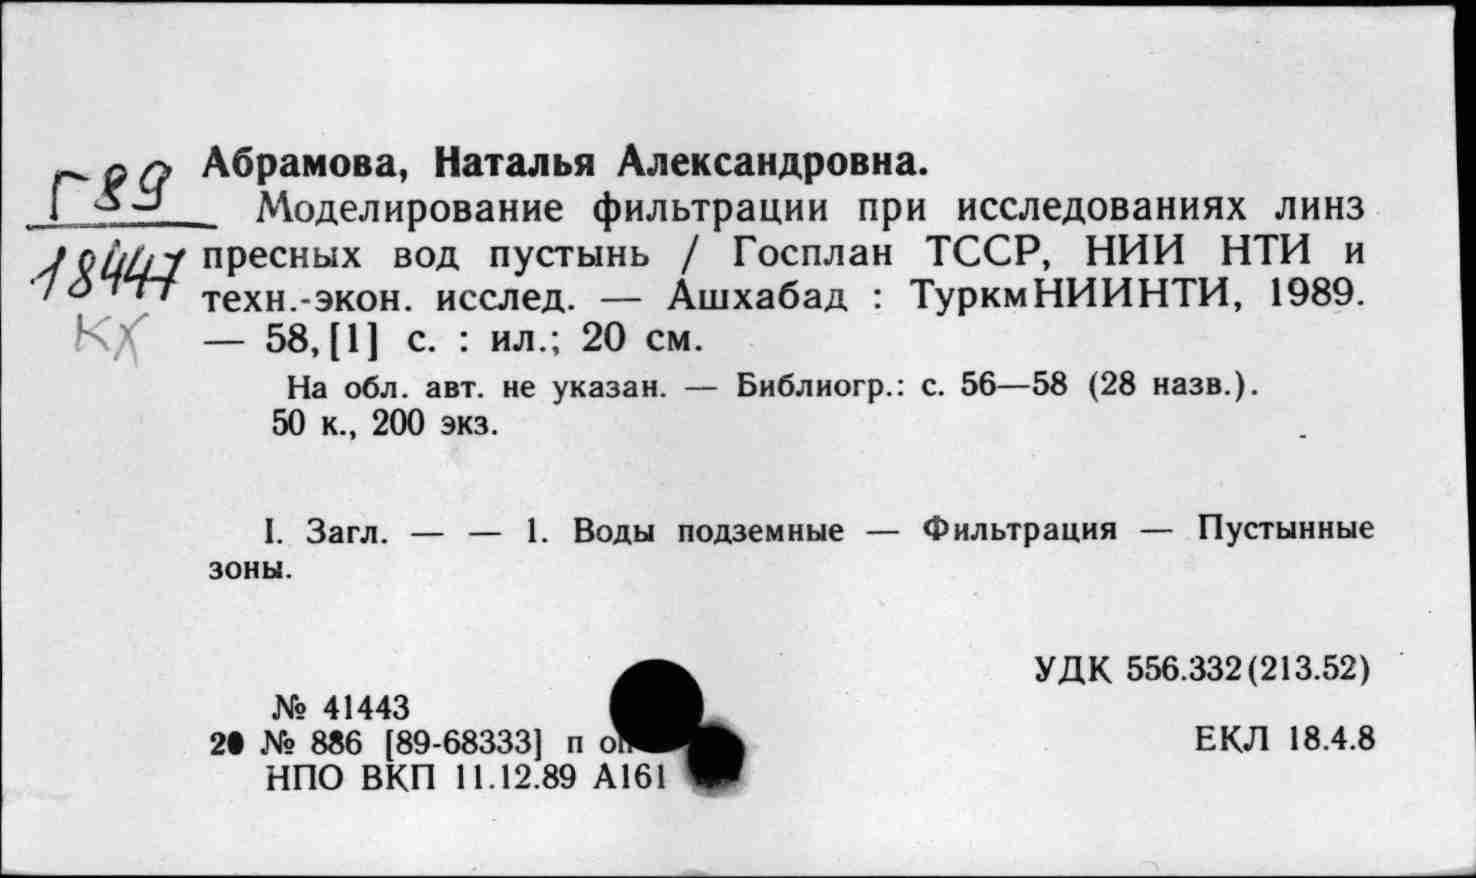 Г89
18447
КХ
Абрамова, Наталья Александровна.
Моделирование фильтрации при исследованиях линз
пресных вод пустынь / Госплан ТССР, НИИ НТИ и
техн.-экон. исслед. — Ашхабад : ТуркмНИИНТИ, 1989.
— 58, [1] с. : ил.; 20 см.
На обл. авт. не указан. — Библиогр.: с. 56—58 (28 назв.).
50 к., 200 экз.
I. Загл. — — 1. Воды подземные — Фильтрация — Пустынные
зоны.
УДК 556.332(213.52)
№ 41443
№ 886 [89-68333] п
ЕКЛ 18.4.8
НПО ВКП 11.12.89 А161